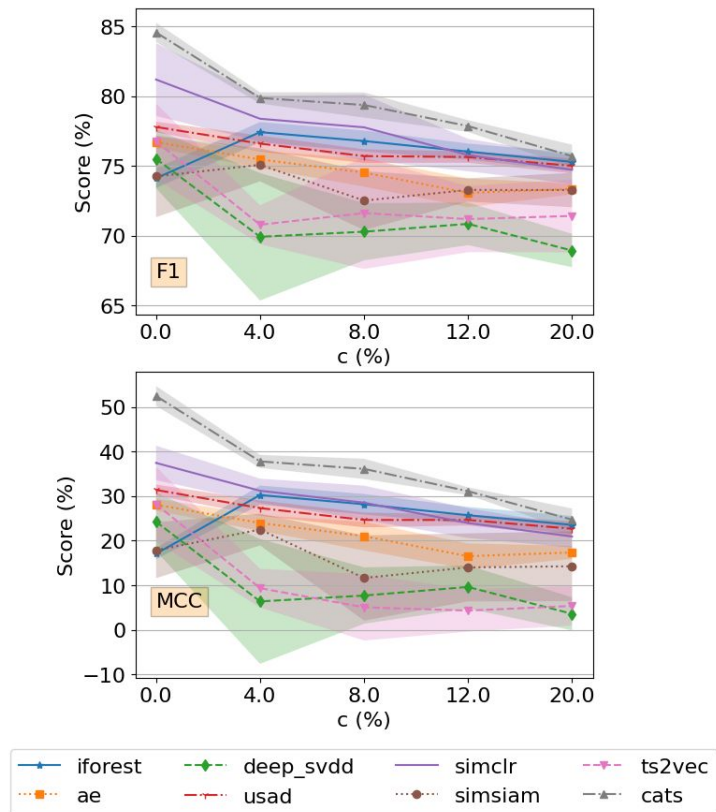 85
80
75
70
65
Score (%)
F1
0.0 4.0 8.0 12.0 20.0
c (%)
50
40
30
20
10
0
−10
Score (%)
MCC
0.0 4.0 8.0 12.0 20.0
c (%)
iforest deep_svdd simclr ts2vec
ae usad simsiam cats